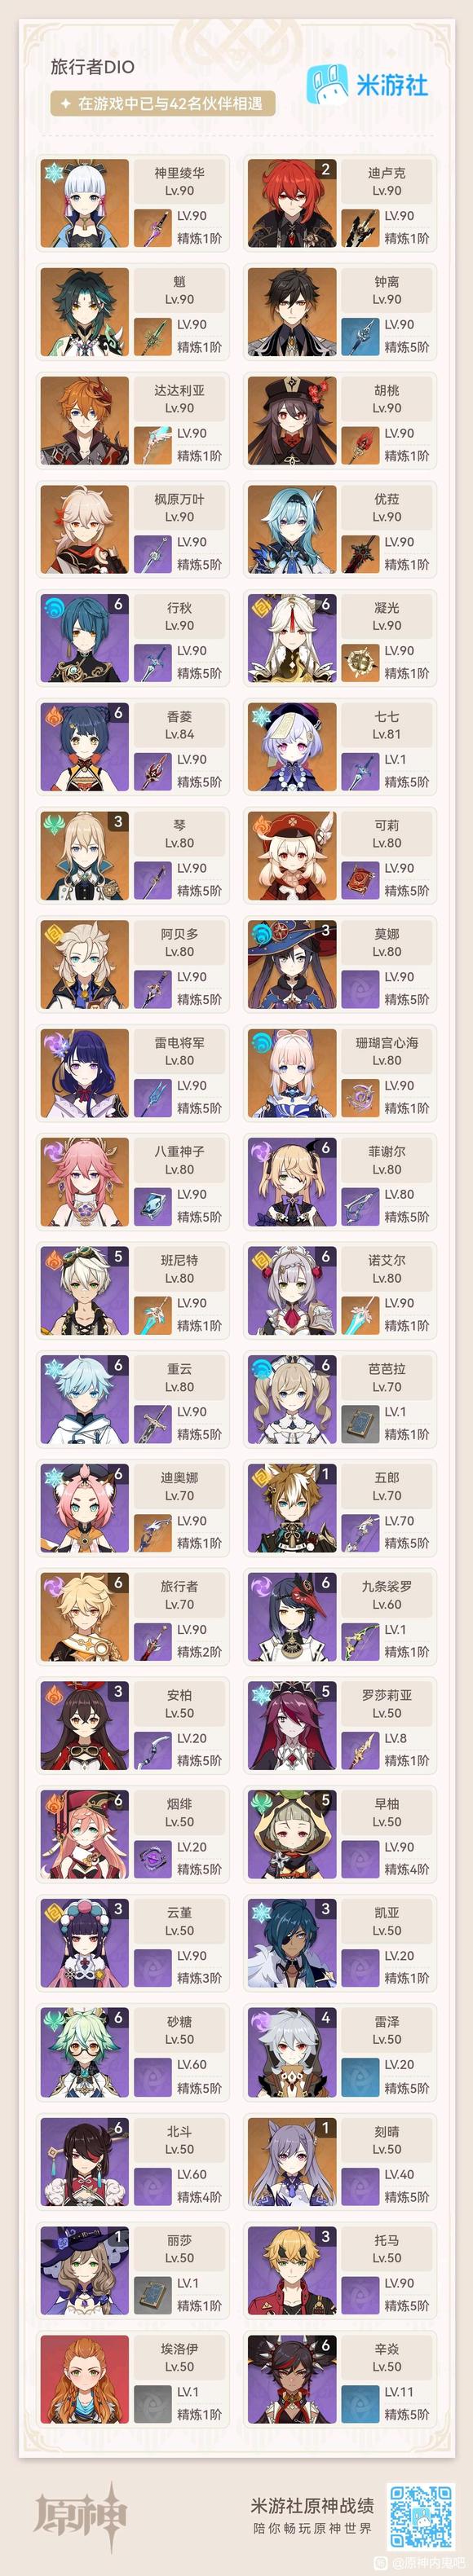 旅行者DIO
在游戏中已与42名伙伴相遇
米游社
神里绫华
Lv.90
LV.90
精炼1阶
2
迪卢克
Lv.90
LV.90
精炼1阶
魈
Lv.90
LV.90
精炼1阶
钟离
Lv.90
LV.90
精炼5阶
达达利亚
Lv.90
LV.90
精炼1阶
胡桃
Lv.90
LV.90
精炼1阶
枫原万叶
Lv.90
LV.90
精炼5阶
优菈
Lv.90
LV.90
精炼1阶
6
行秋
Lv.90
LV.90
精炼5阶
6
凝光
Lv.90
LV.90
精炼1阶
6
香菱
Lv.84
LV.90
精炼5阶
七七
Lv.81
LV.1
精炼5阶
3
琴
Lv.80
LV.90
精炼5阶
可莉
Lv.80
LV.90
精炼5阶
阿贝多
Lv.80
LV.90
精炼5阶
3
莫娜
Lv.80
LV.90
精炼5阶
雷电将军
Lv.80
LV.90
精炼5阶
珊瑚宫心海
Lv.80
LV.90
精炼1阶
八重神子
Lv.80
LV.90
精炼5阶
6
菲谢尔
Lv.80
LV.80
精炼5阶
5
班尼特
Lv.80
LV.90
精炼1阶
6
诺艾尔
Lv.80
LV.90
精炼1阶
6
重云
Lv.80
LV.90
精炼5阶
6
芭芭拉
Lv.70
LV.1
精炼1阶
6
迪奥娜
Lv.70
LV.90
精炼1阶
1
五郎
Lv.70
LV.70
精炼5阶
6
旅行者
Lv.70
LV.90
精炼2阶
6
九条裟罗
Lv.60
LV.1
精炼1阶
3
安柏
Lv.50
LV.20
精炼5阶
5
罗莎莉亚
Lv.50
LV.8
精炼1阶
6
烟绯
Lv.50
LV.20
精炼5阶
5
早柚
Lv.50
LV.90
精炼4阶
3
云堇
Lv.50
LV.90
精炼3阶
3
凯亚
Lv.50
LV.20
精炼1阶
6
砂糖
Lv.50
LV.60
精炼5阶
4
雷泽
Lv.50
LV.20
精炼5阶
6
北斗
Lv.50
LV.60
精炼4阶
1
刻晴
Lv.50
LV.40
精炼5阶
1
丽莎
Lv.50
LV.1
精炼1阶
3
托马
Lv.50
LV.90
精炼5阶
埃洛伊
Lv.50
LV.1
精炼1阶
6
辛焱
Lv.50
LV.11
精炼5阶
原神
米游社原神战绩
陪你畅玩原神世界
@原神内鬼吧